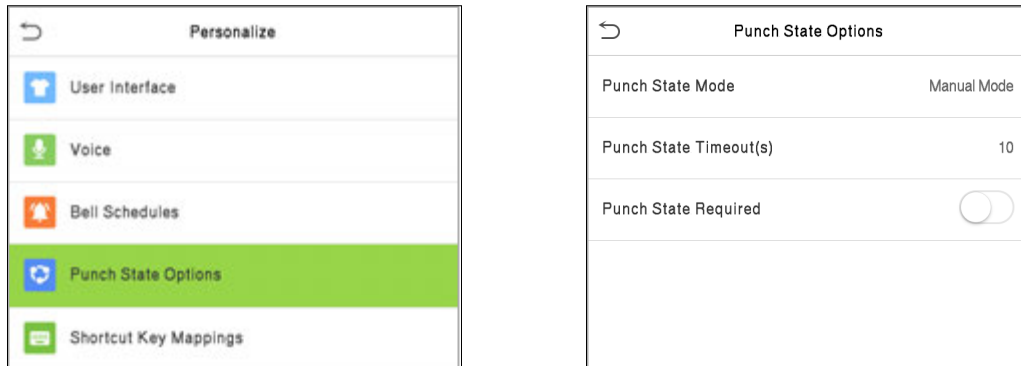 Personalize
User Interface
Voice
Bell Schedules
Punch State Options
Shortcut Key Mappings
Punch State Options
Punch State Mode Manual Mode
Punch State Timeout(s) 10
Punch State Required